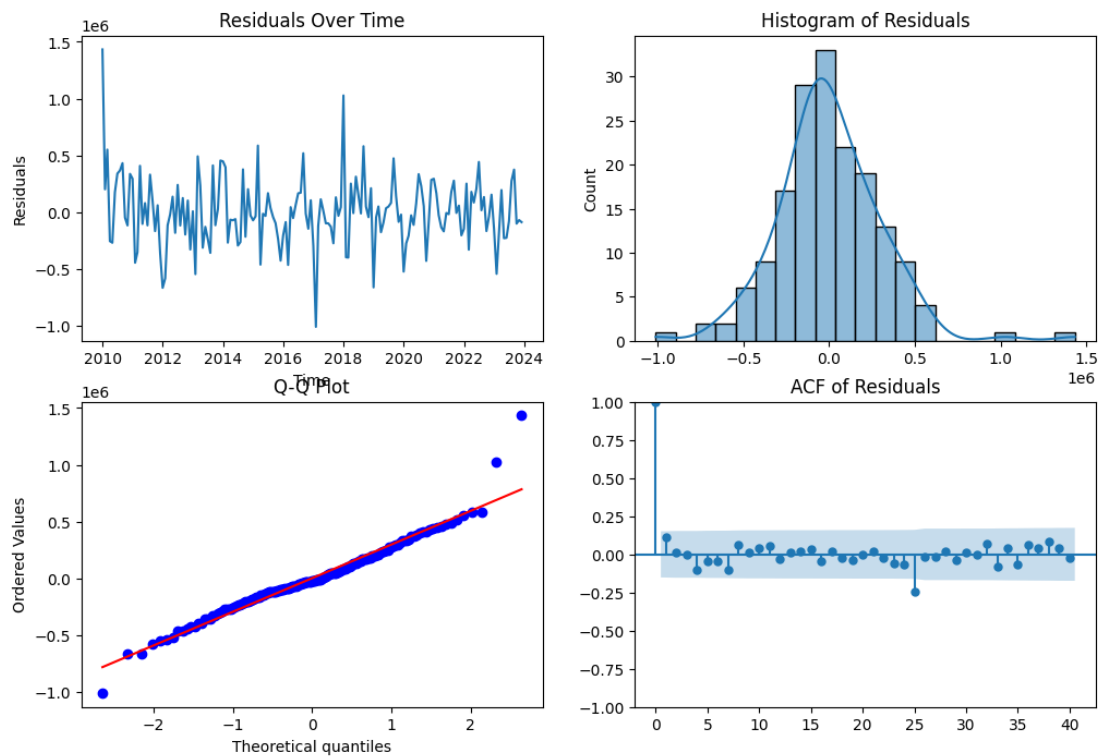 Residuals Over Time
1e6
1.5
1.0
0.5
0.0
−0.5
−1.0
Residuals
2010 2012 2014 2016 2018 2020 2022 2024
Time
Histogram of Residuals
30
25
20
15
10
5
0
Count
−1.0 −0.5 0.0 0.5 1.0 1.5
1e6
Q-Q Plot
1e6
1.5
1.0
0.5
0.0
−0.5
−1.0
Ordered Values
−2 −1 0 1 2
Theoretical quantiles
ACF of Residuals
1.00
0.75
0.50
0.25
0.00
−0.25
−0.50
−0.75
−1.00
0 5 10 15 20 25 30 35 40